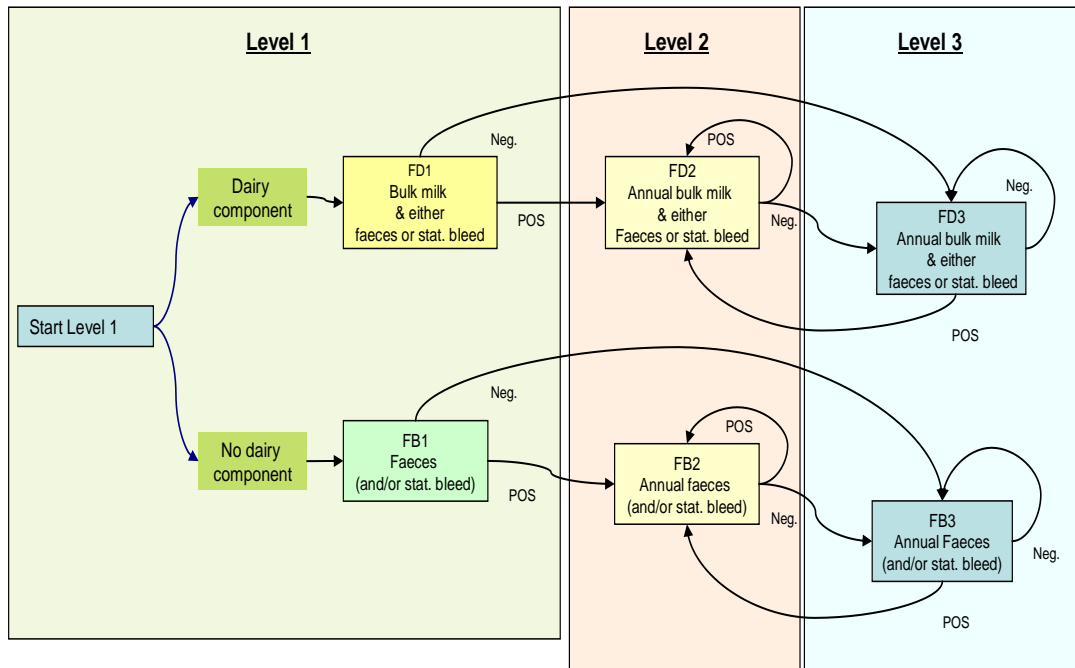 Level 1
Level 2
Level 3
Neg.
POS
Neg.
FD1
Bulk milk
& either
faeces or stat. bleed
FD2
Annual bulk milk
& either
Faeces or stat. bleed
Dairy
component
POS
Neg.
FD3
Annual bulk milk
& either
faeces or stat. bleed
Start Level 1
POS
Neg.
POS
No dairy
component
FB1
Faeces
(and/or stat. bleed)
FB2
Annual faeces
(and/or stat. bleed)
POS
Neg.
FB3
Annual Faeces
(and/or stat. bleed)
Neg.
POS